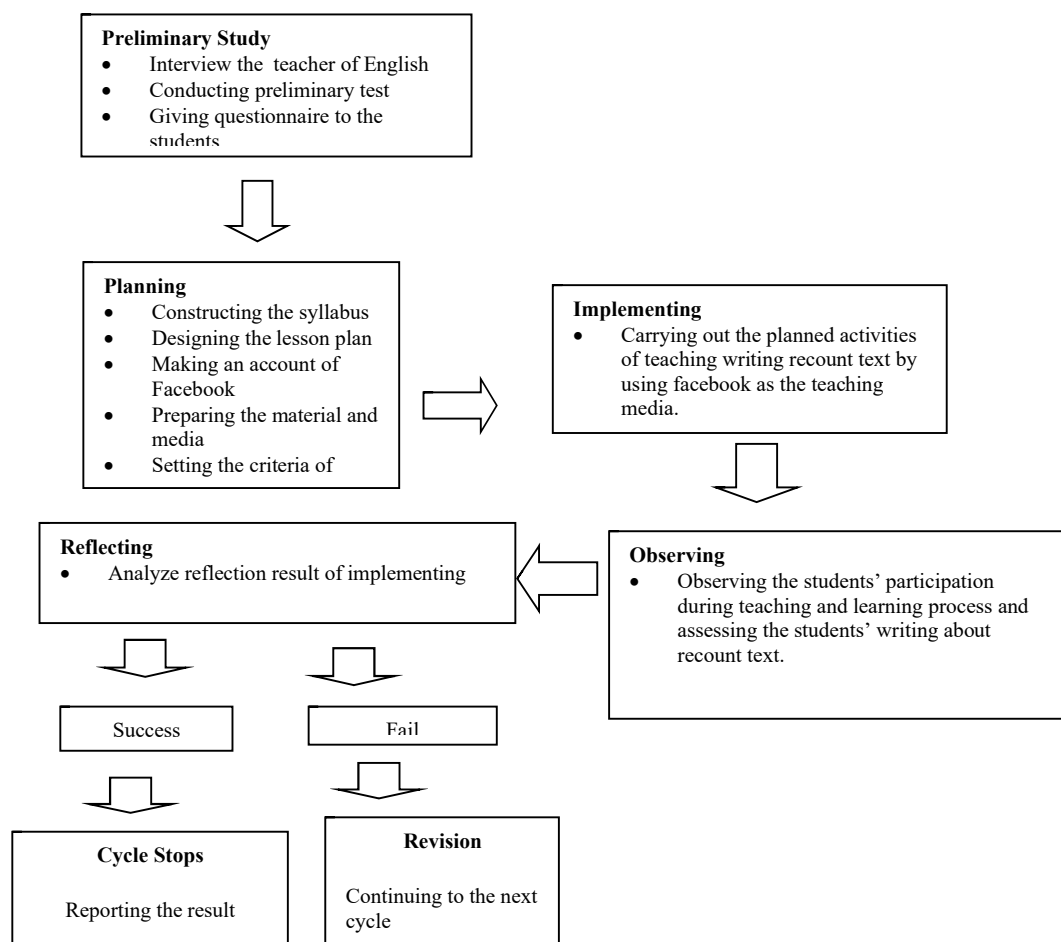 Preliminary Study
• Interview the teacher of English
• Conducting preliminary test
• Giving questionnaire to the
students
Planning
• Constructing the syllabus
• Designing the lesson plan
• Making an account of
Facebook
• Preparing the material and
media
• Setting the criteria of
Implementing
• Carrying out the planned activities
of teaching writing recount text by
using facebook as the teaching
media.
Reflecting
• Analyze reflection result of implementing
Observing
• Observing the students’ participation
during teaching and learning process and
assessing the students’ writing about
recount text.
Success
Fail
Cycle Stops
Reporting the result
Revision
Continuing to the next
cycle